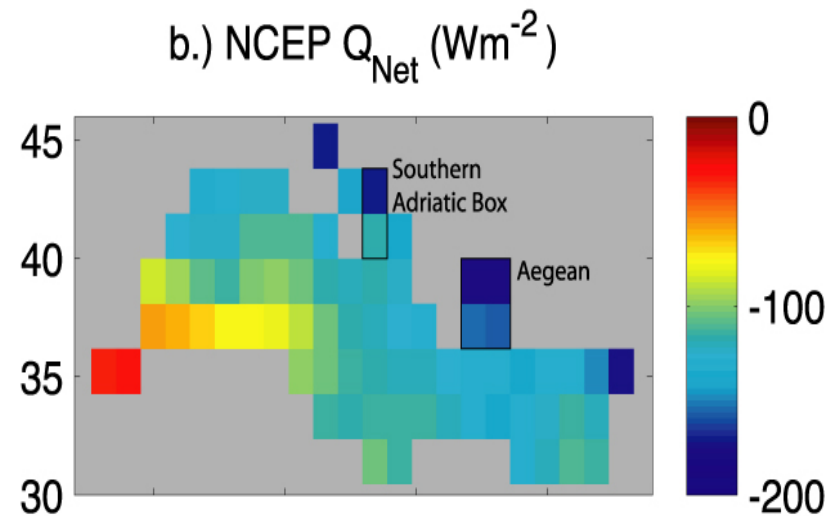 b.) NCEP QNet (Wm-2)
45
40
35
30
Southern
Adriatic Box
Aegean
0
-100
-200